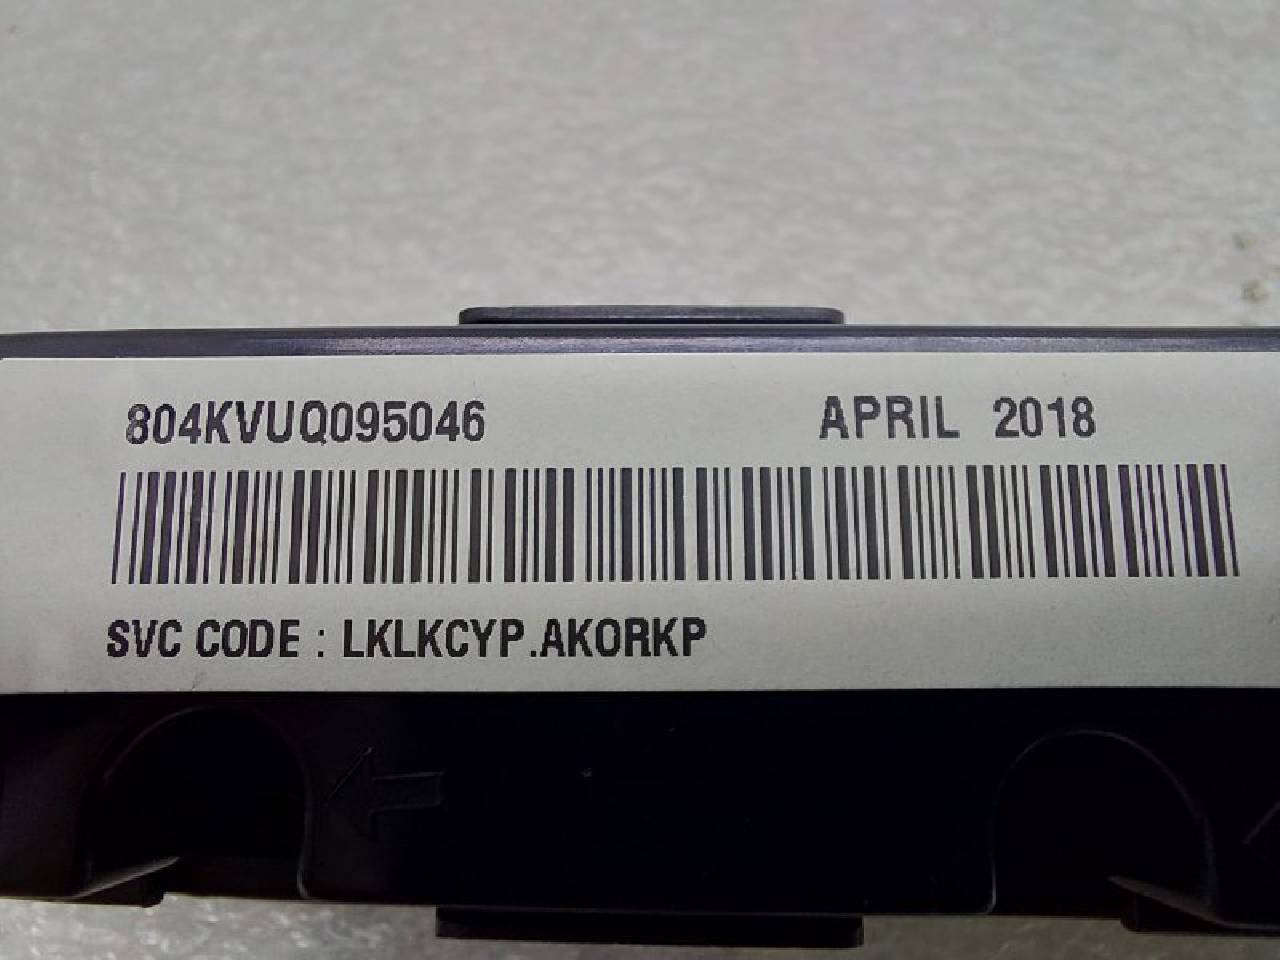 804KVUQ095046
APRIL 2018
SVC CODE : LKLKCYP.AKORKP